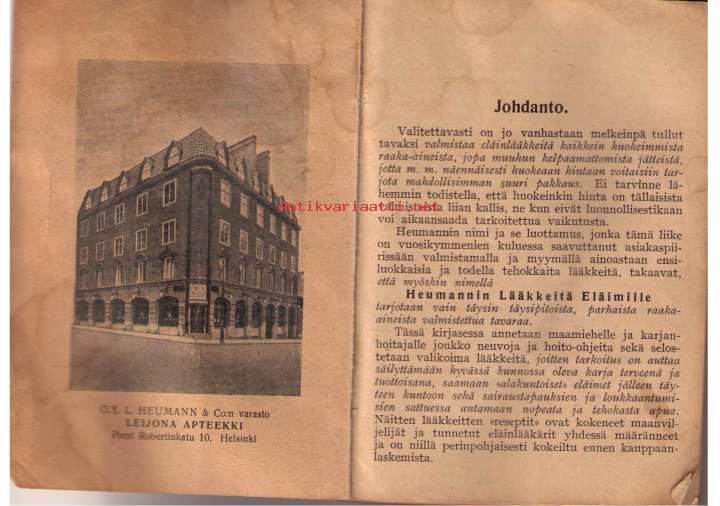 O.Y. L. HEUMANN & Co:n varasto
LEIJONA APTEEKKI
Pieni Robertinkatu 10. Helsinki
Johdanto.
Valitettavasti on jo vanhastaan melkeinpä tullut
tavaksi valmistaa eläinlääkkeitä kaikkein huokeimmista
raaka-aineista, jopa muuhun kelpaamattomista jätteistä,
jotta m. m. näennäisesti huokeaan hintaan voitaisiin tar-
jota mahdollisimman suuri pakkaus. Ei tarvinne lä-
hemmin todistella, että huokeinkin hinta on tällaisista
liian kallis, ne kun eivät luonnollisestikaan
voi aikaansaada tarkoitettua vaikutusta.
Heumannin nimi ja se luottamus, jonka tämä liike
on vuosikymmenien kuluessa saavuttanut asiakaspii-
rissään valmistamalla ja myymällä ainoastaan ensi-
luokkaisia ja todella tehokkaita lääkkeitä, takaavat,
että myöskin nimellä
Heumannin Lääkkeitä Eläimille
tarjotaan vain täysin täysipitoista, parhaista raaka-
aineista valmistettua tavaraa.
Tässä kirjasessa annetaan maamiehelle ja karjan-
hoitajalle joukko neuvoja ja hoito-ohjeita sekä selos-
tetaan valikoima lääkkeitä, joitten tarkoitus on auttaa
säilyttämään hyvässä kunnossa oleva karja terveenä ja
tuottoisana, saamaan »alakuntoiset» eläimet jälleen täy-
teen kuntoon sekä sairaustapauksien ja loukkaantumi-
sien sattuessa antamaan nopeata ja tehokasta apua.
Näitten lääkkeitten »reseptit» ovat kokeneet maanvil-
jelijät ja tunnetut eläinlääkärit yhdessä määränneet
ja on niillä perinpohjaisesti kokeiltu ennen kauppaan-
laskemista.
Antikvariaatti.net